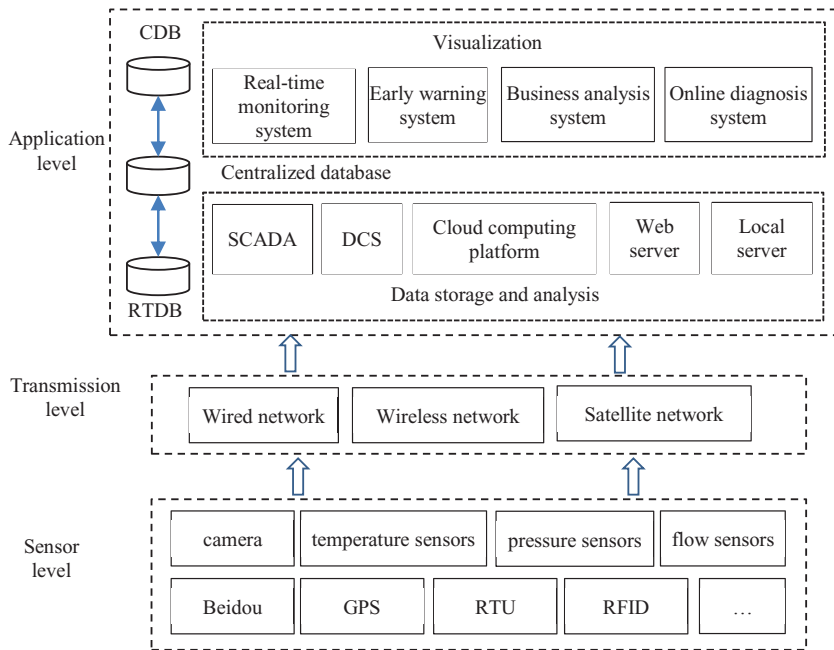 CDB
Visualization
Real-time
monitoring
system
Early warning
system
Business analysis
system
Online diagnosis
system
Application
level
Centralized database
SCADA
DCS
Cloud computing
platform
Web
server
Local
server
RTDB
Data storage and analysis
Transmission
level
Wired network
Wireless network
Satellite network
Sensor
level
camera
temperature sensors
pressure sensors
flow sensors
Beidou
GPS
RTU
RFID
…